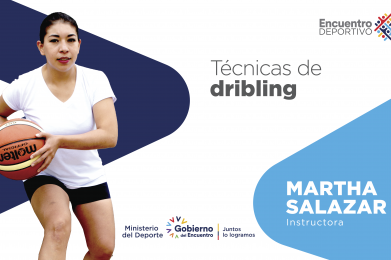 Encuentro
DEPORTIVO
Técnicas de
dribling
molten
MARTHA
SALAZAR
Instructora
Ministerio
del Deporte
Gobierno
del Encuentro
Juntos
lo logramos